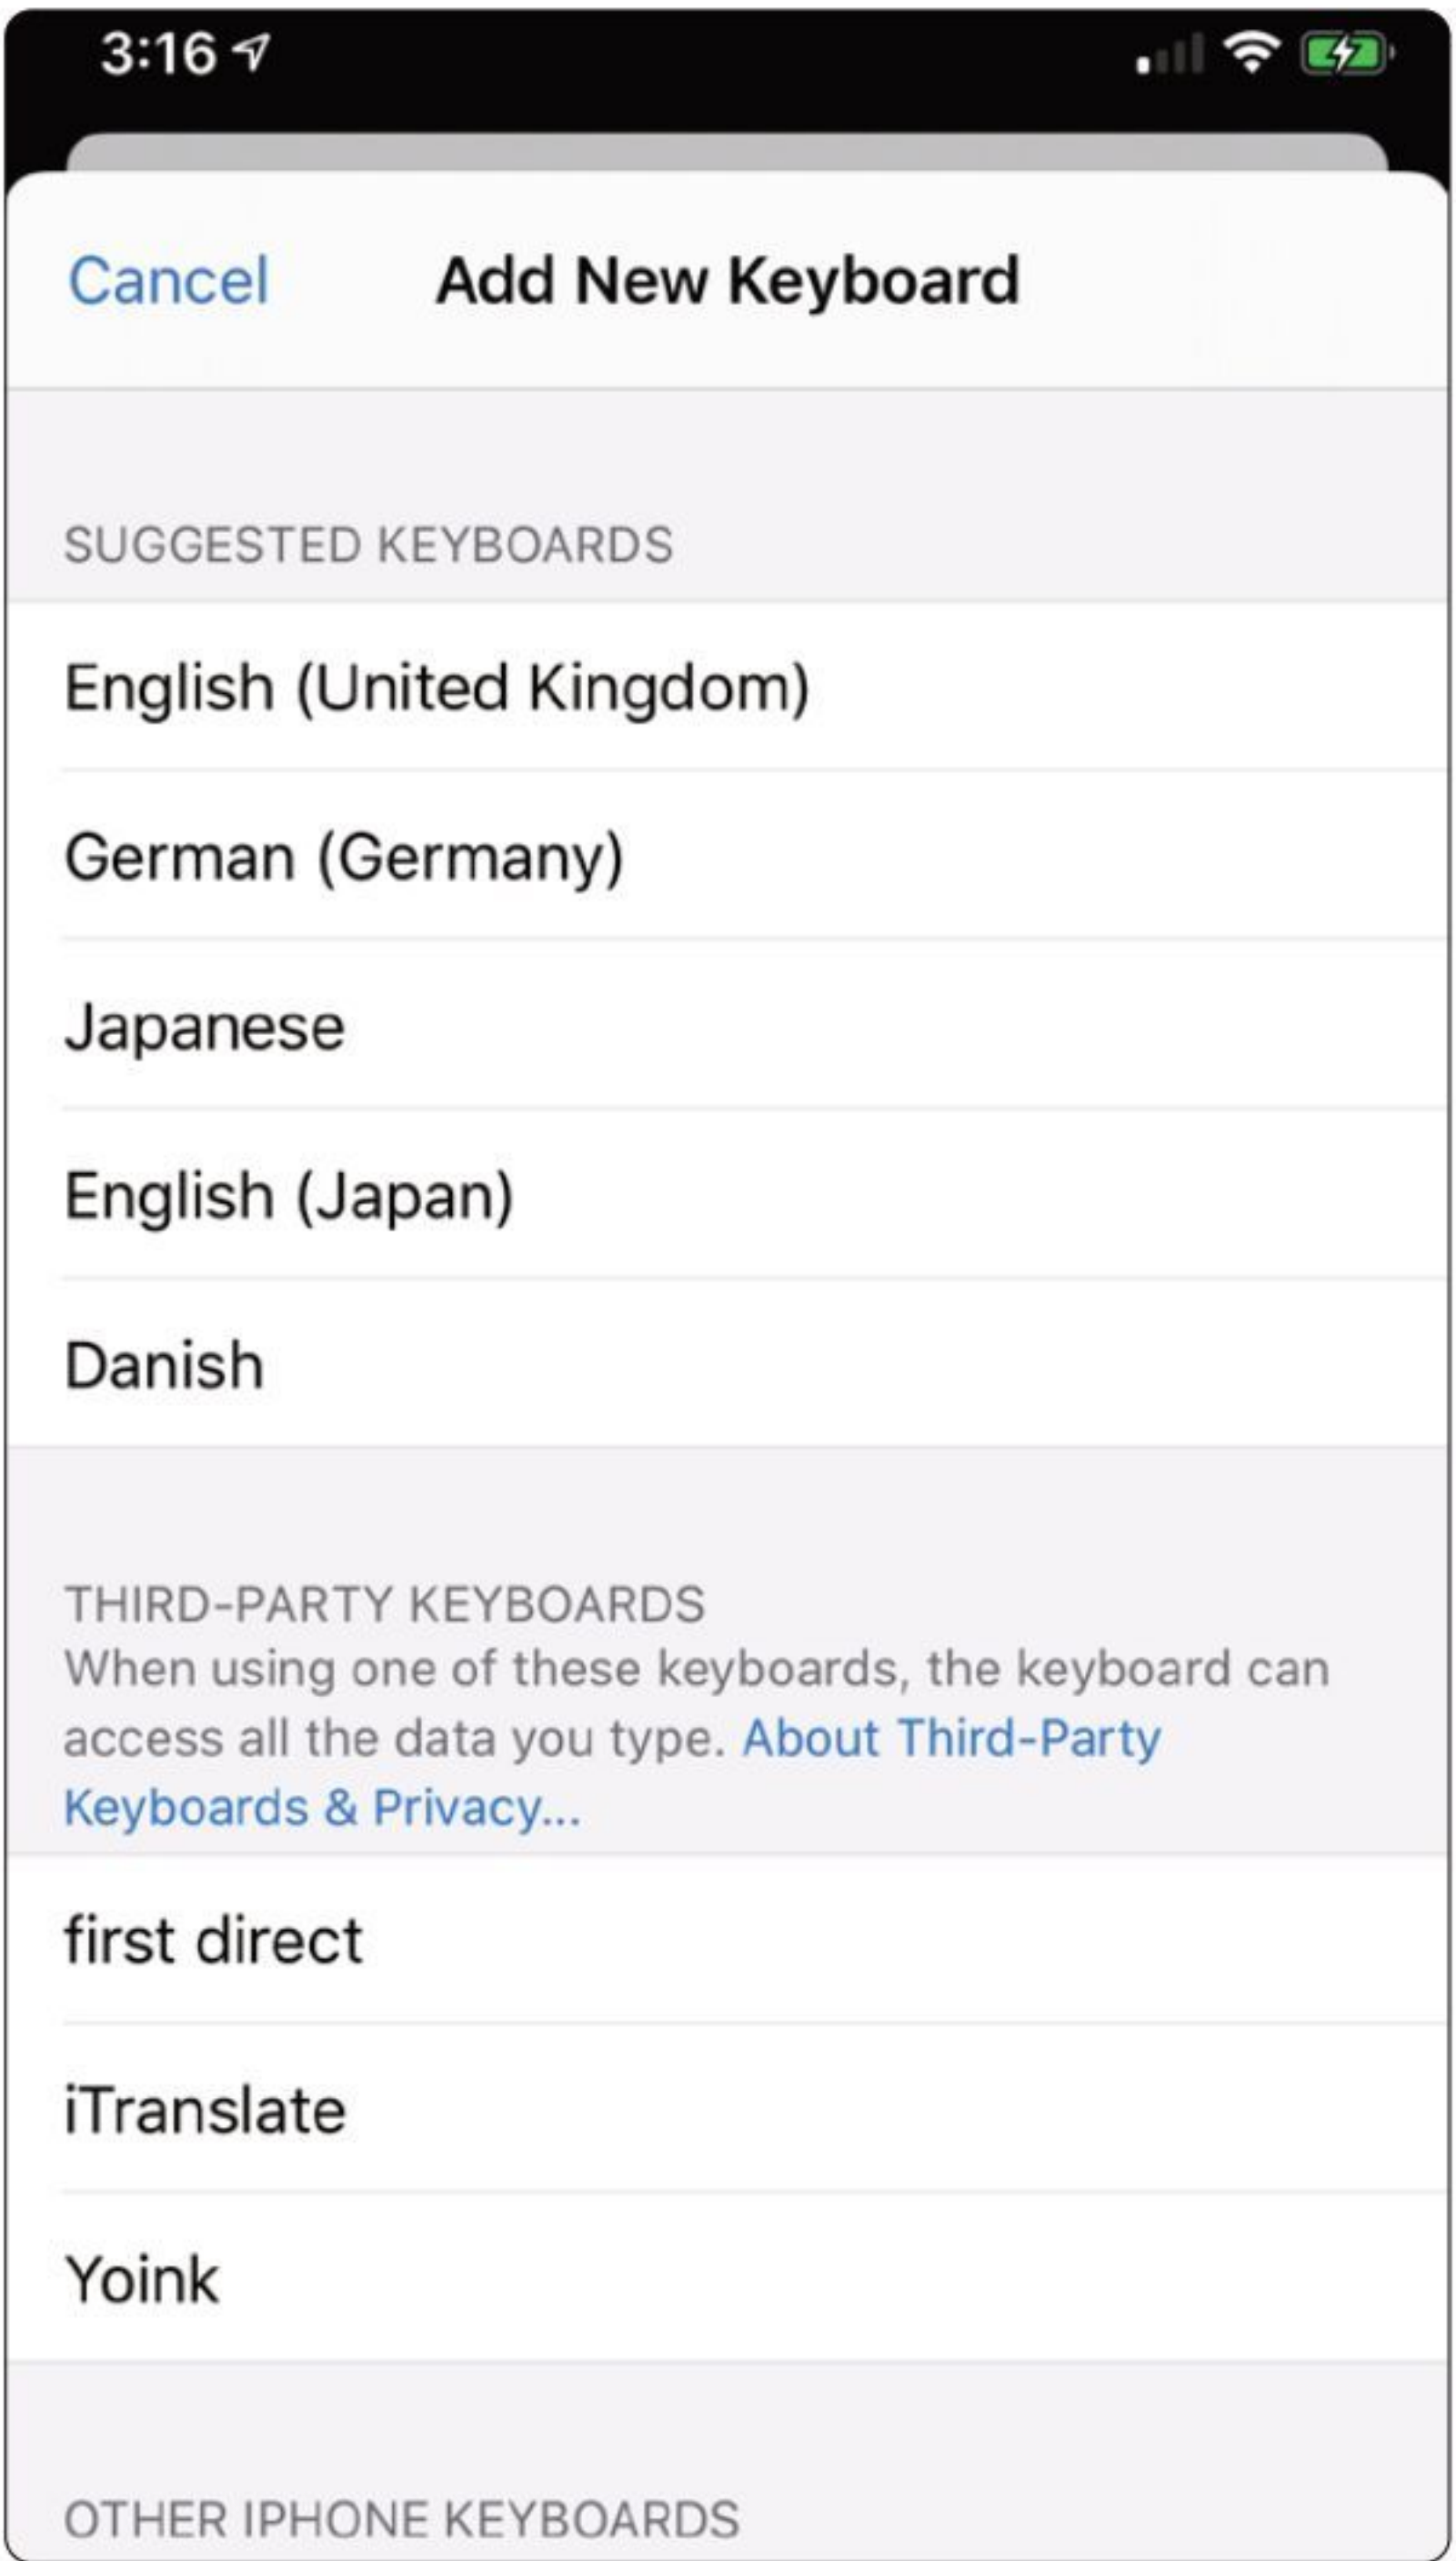 3:16
Cancel
Add New Keyboard
SUGGESTED KEYBOARDS
English (United Kingdom)
German (Germany)
Japanese
English (Japan)
Danish
THIRD-PARTY KEYBOARDS
When using one of these keyboards, the keyboard can
access all the data you type. About Third-Party
Keyboards & Privacy...
first direct
iTranslate
Yoink
OTHER IPHONE KEYBOARDS